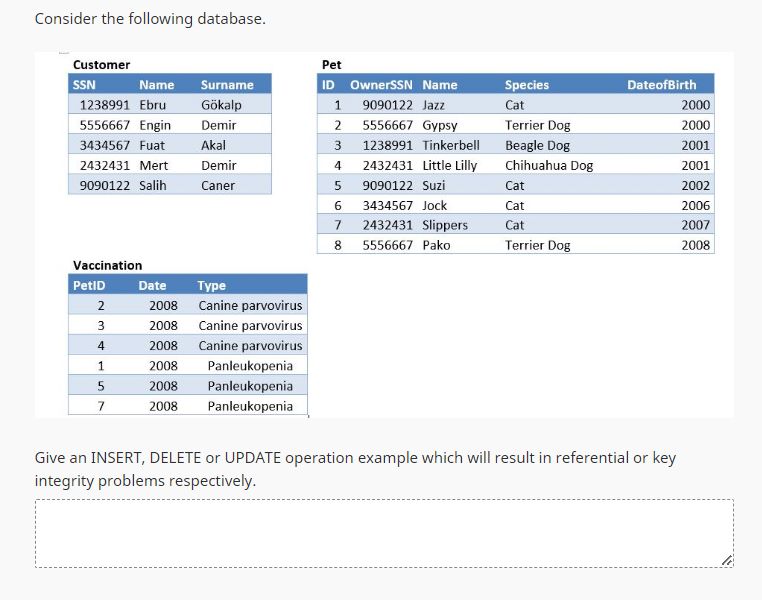 Consider the following database.
Customer
SSN Name Surname
1238991 Ebru Gökalp
5556667 Engin Demir
3434567 Fuat Akal
2432431 Mert Demir
9090122 Salih Caner
Pet
ID OwnerSSN Name Species DateofBirth
1 9090122 Jazz Cat 2000
2 5556667 Gypsy Terrier Dog 2000
3 1238991 Tinkerbell Beagle Dog 2001
4 2432431 Little Lilly Chihuahua Dog 2001
5 9090122 Suzi Cat 2002
6 3434567 Jock Cat 2006
7 2432431 Slippers Cat 2007
8 5556667 Pako Terrier Dog 2008
Vaccination
PetID Date Type
2 2008 Canine parvovirus
3 2008 Canine parvovirus
4 2008 Canine parvovirus
1 2008 Panleukopenia
5 2008 Panleukopenia
7 2008 Panleukopenia
Give an INSERT, DELETE or UPDATE operation example which will result in referential or key
integrity problems respectively.